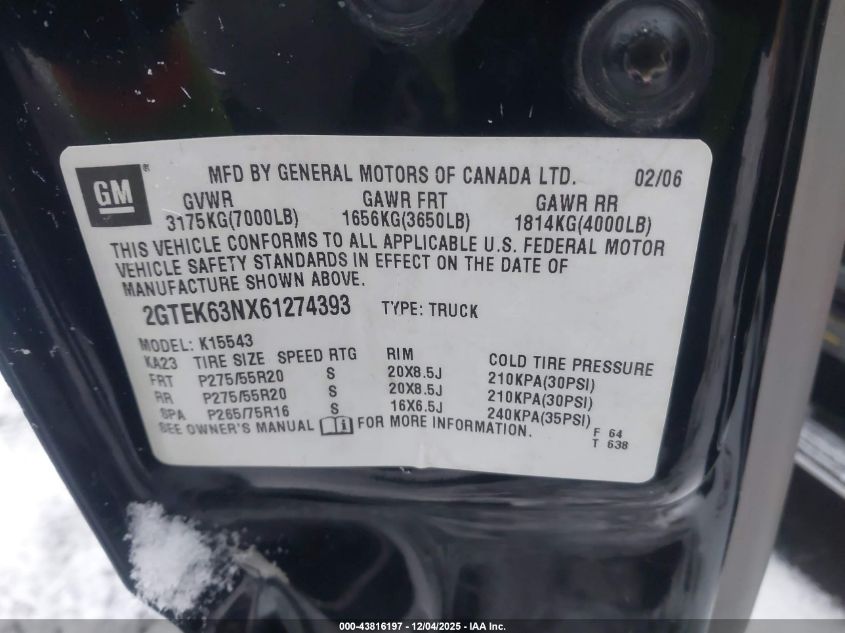 GM ®
MFD BY GENERAL MOTORS OF CANADA LTD. 02/06
GVWR GAWR FRT GAWR RR
3175KG(7000LB) 1656KG(3650LB) 1814KG(4000LB)
THIS VEHICLE CONFORMS TO ALL APPLICABLE U.S. FEDERAL MOTOR
VEHICLE SAFETY STANDARDS IN EFFECT ON THE DATE OF
MANUFACTURE SHOWN ABOVE.
2GTEK63NX61274393 TYPE: TRUCK
MODEL: K15543
KA23 TIRE SIZE SPEED RTG RIM COLD TIRE PRESSURE
FRT P275/55R20 S 20X8.5J 210KPA(30PSI)
RR P275/55R20 S 20X8.5J 210KPA(30PSI)
SPA P265/75R16 S 16X6.5J 240KPA(35PSI)
SEE OWNER'S MANUAL FOR MORE INFORMATION.
F 64
T 638
000-43816197 - 12/04/2025 - IAA Inc.